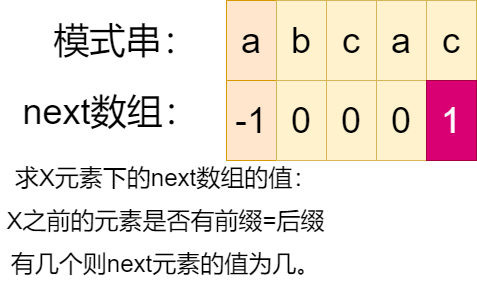 模式串: a b c a c
next数组: -1 0 0 0 1
求X元素下的next数组的值:
X之前的元素是否有前缀=后缀
有几个则next元素的值为几。